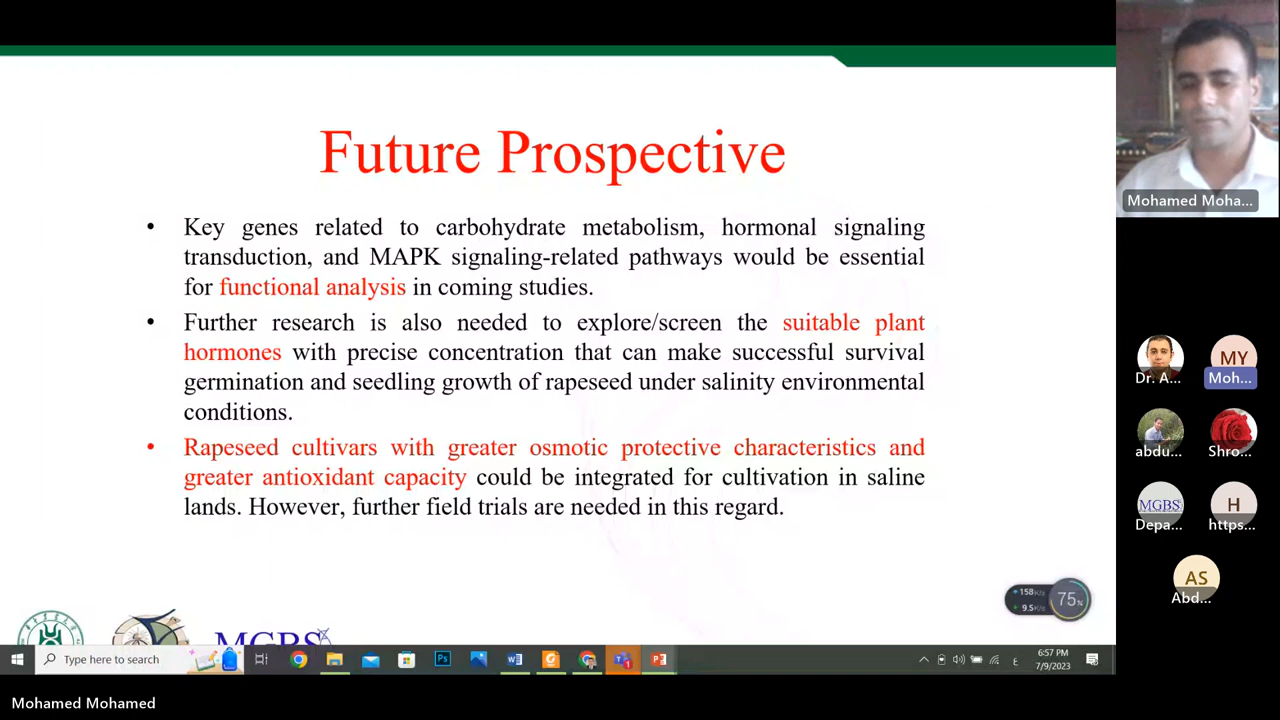 Future Prospective
• Key genes related to carbohydrate metabolism, hormonal signaling
transduction, and MAPK signaling-related pathways would be essential
for functional analysis in coming studies.
• Further research is also needed to explore/screen the suitable plant
hormones with precise concentration that can make successful survival
germination and seedling growth of rapeseed under salinity environmental
conditions.
• Rapeseed cultivars with greater osmotic protective characteristics and
greater antioxidant capacity could be integrated for cultivation in saline
lands. However, further field trials are needed in this regard.
MGBS
158K/s
9.5K/s
75%
Type here to search
Ps
ع
6:57 PM
7/9/2023
Mohamed Moha...
Dr. A...
MY
Moh...
abdu...
Shro...
MGBS
Depa...
H
https...
AS
Abd...
Mohamed Mohamed